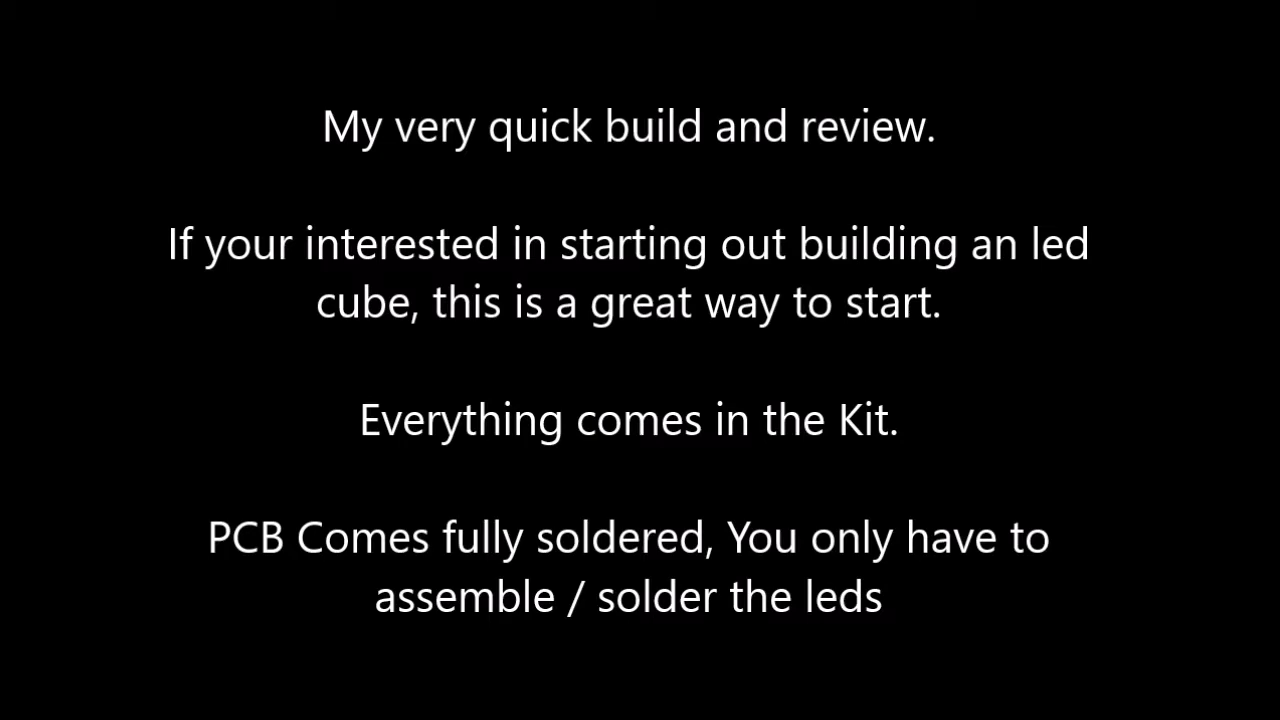 My very quick build and review.
If your interested in starting out building an led
cube, this is a great way to start.
Everything comes in the Kit.
PCB Comes fully soldered, You only have to
assemble / solder the leds